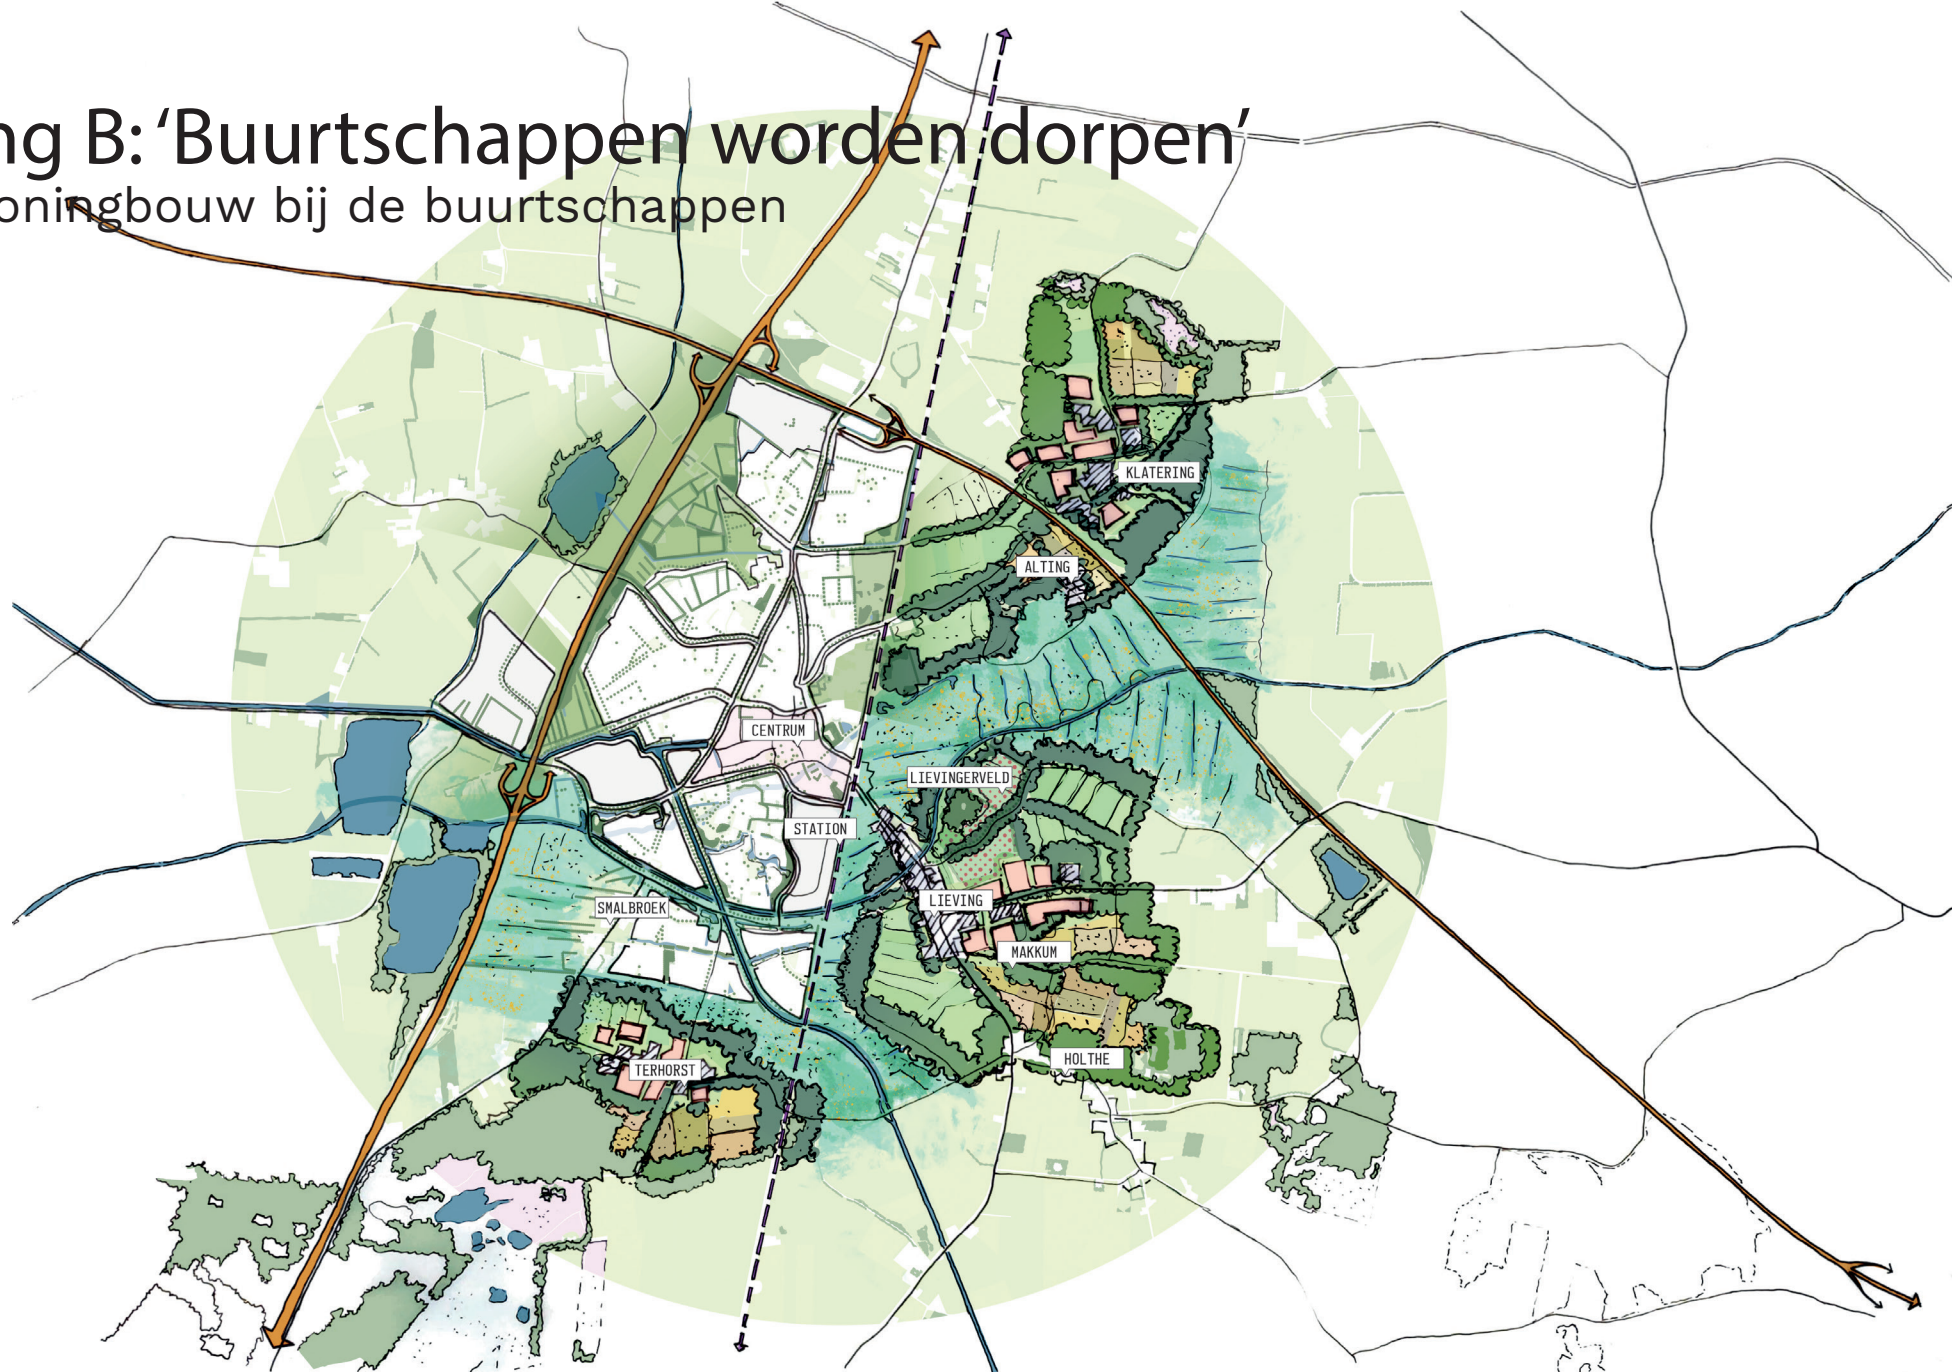 ng B: ‘Buurtschappen worden dorpen’
oningbouw bij de buurtschappen
KLATERING
ALTING
CENTRUM
LIEVINGERVELD
STATION
LIEVING
SMALBROEK
MAKKUM
HOLTHE
TERHORST